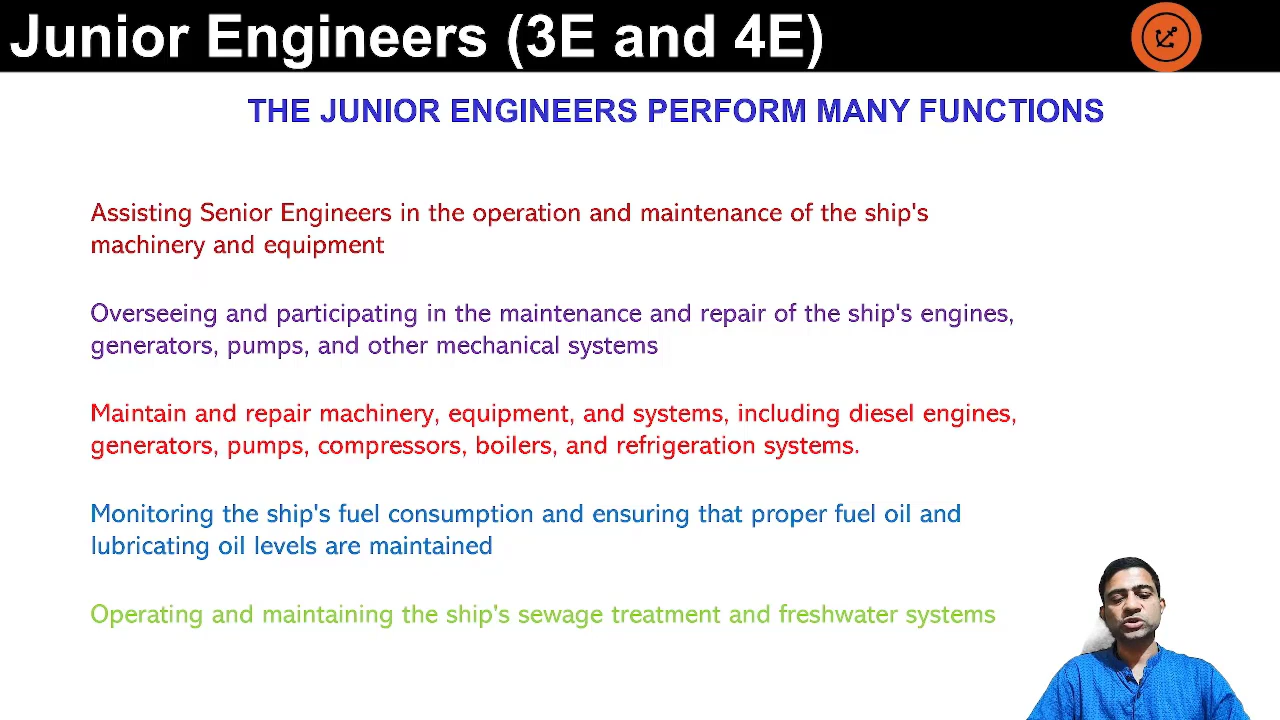 Junior Engineers (3E and 4E)
THE JUNIOR ENGINEERS PERFORM MANY FUNCTIONS
Assisting Senior Engineers in the operation and maintenance of the ship's
machinery and equipment
Overseeing and participating in the maintenance and repair of the ship's engines,
generators, pumps, and other mechanical systems
Maintain and repair machinery, equipment, and systems, including diesel engines,
generators, pumps, compressors, boilers, and refrigeration systems.
Monitoring the ship's fuel consumption and ensuring that proper fuel oil and
lubricating oil levels are maintained
Operating and maintaining the ship's sewage treatment and freshwater systems